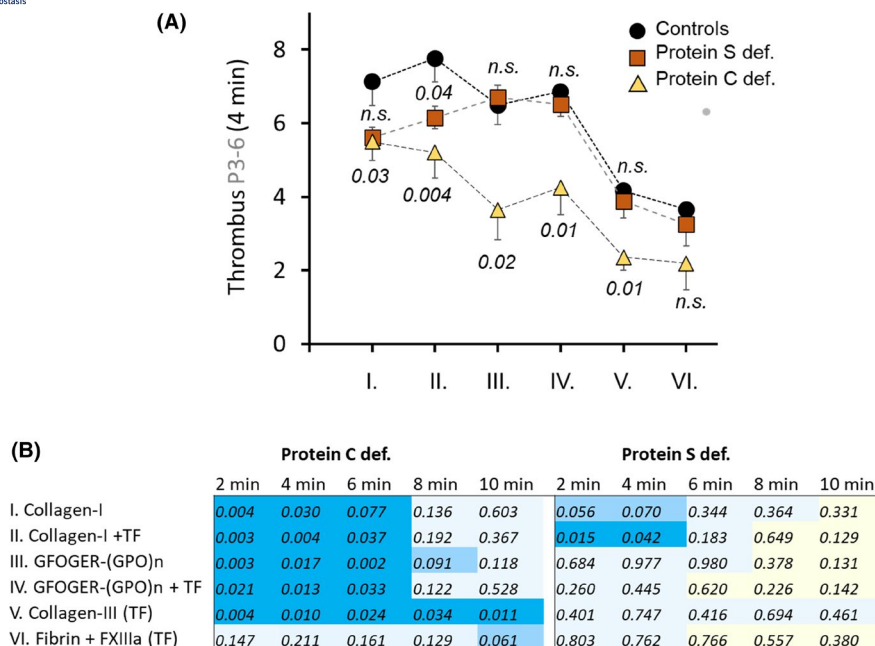 (A)
Thrombus P3-6 (4 min)
8
6
4
2
0
Controls
Protein S def.
Protein C def.
n.s.
0.04
n.s.
n.s.
n.s.
0.03
0.004
0.02
0.01
0.01
n.s.
I. II. III. IV. V. VI.
(B)
Protein C def. Protein S def.
2 min 4 min 6 min 8 min 10 min 2 min 4 min 6 min 8 min 10 min
I. Collagen-I 0.004 0.030 0.077 0.136 0.603 0.056 0.070 0.344 0.364 0.331
II. Collagen-I +TF 0.003 0.004 0.037 0.192 0.367 0.015 0.042 0.183 0.649 0.129
III. GFOGER-(GPO)n 0.003 0.017 0.002 0.091 0.118 0.684 0.977 0.980 0.378 0.131
IV. GFOGER-(GPO)n + TF 0.021 0.013 0.033 0.122 0.528 0.260 0.445 0.620 0.226 0.142
V. Collagen-III (TF) 0.004 0.010 0.024 0.034 0.011 0.401 0.747 0.416 0.694 0.461
VI. Fibrin + FXIIIa (TF) 0.147 0.211 0.161 0.129 0.061 0.803 0.762 0.766 0.557 0.380